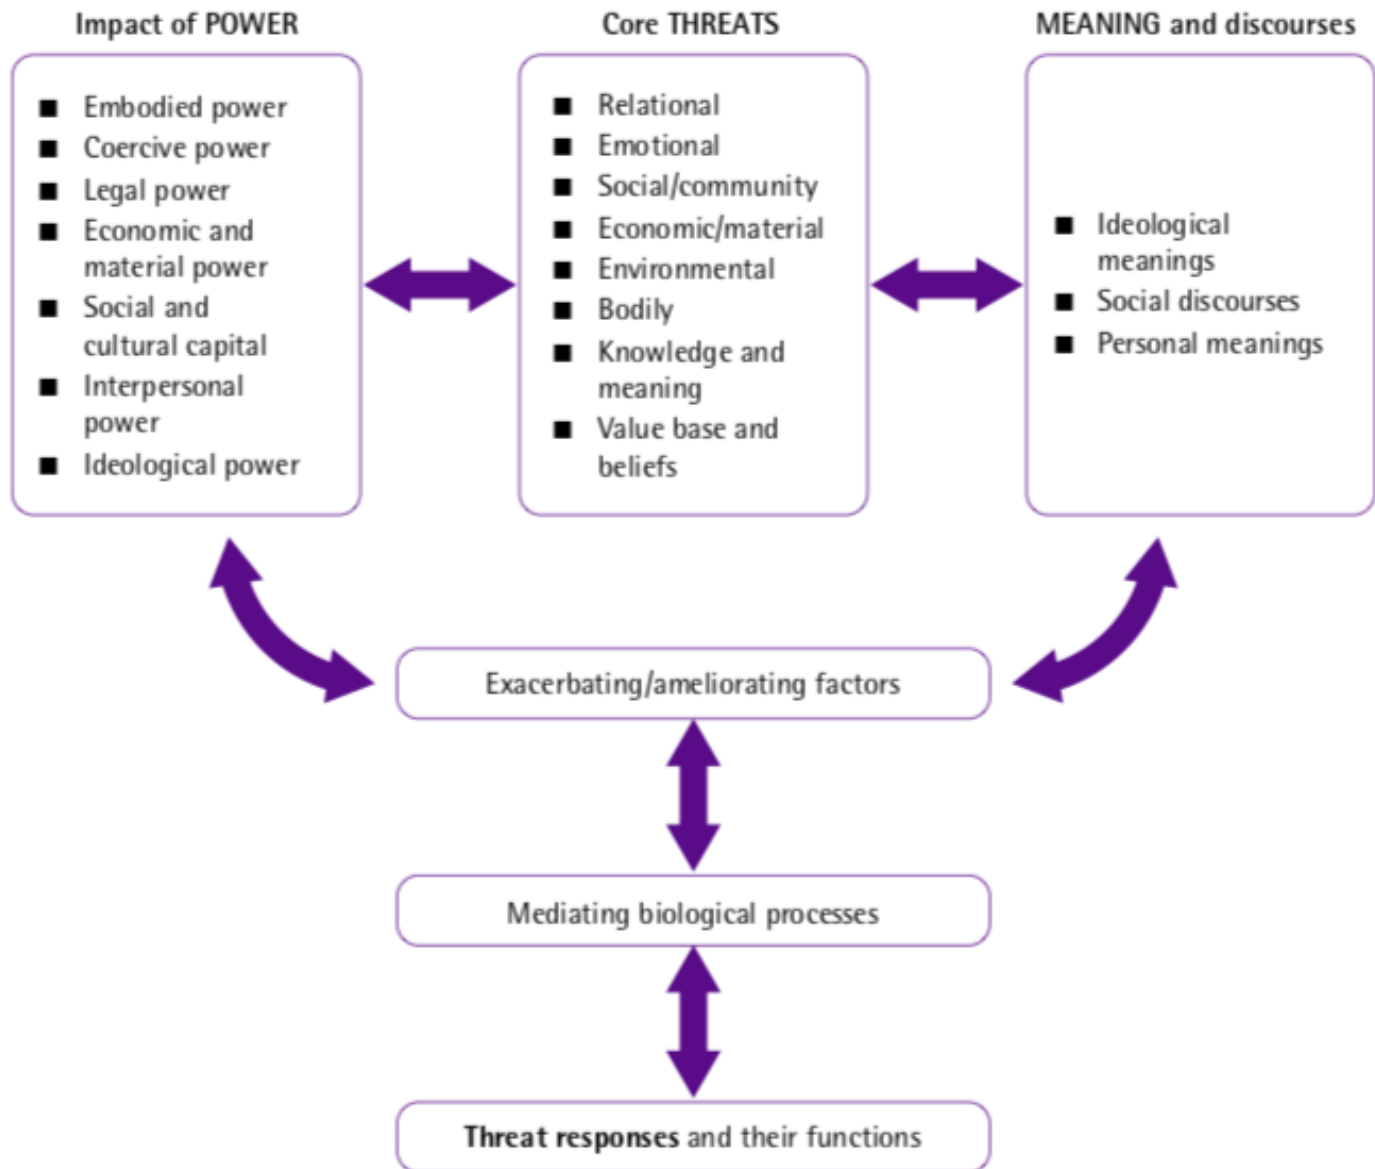 Impact of POWER
Core THREATS
MEANING and discourses
■ Embodied power
■ Coercive power
■ Legal power
■ Economic and
material power
■ Social and
cultural capital
■ Interpersonal
power
■ Ideological power
■ Relational
■ Emotional
■ Social/community
■ Economic/material
■ Environmental
■ Bodily
■ Knowledge and
meaning
■ Value base and
beliefs
■ Ideological
meanings
■ Social discourses
■ Personal meanings
Exacerbating/ameliorating factors
Mediating biological processes
Threat responses and their functions